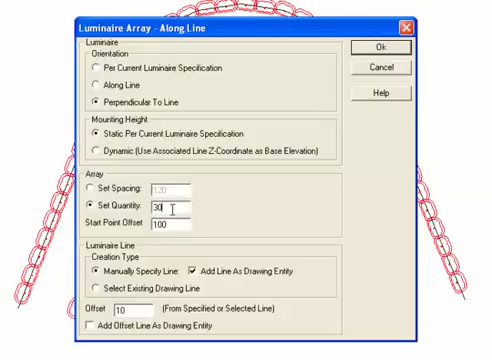 Luminaire Array - Along Line
Luminaire
Ok
Orientation
Per Current Luminaire Specification
Cancel
Along Line
Help
Perpendicular To Line
Mounting Height
Static Per Current Luminaire Specification
Dynamic (Use Associated Line Z-Coordinate as Base Elevation)
Array
Set Spacing: 120
Set Quantity: 30
Start Point Offset 100
Luminaire Line
Creation Type
Manually Specify Line: Add Line As Drawing Entity
Select Existing Drawing Line
Offset 10 (From Specified or Selected Line)
Add Offset Line As Drawing Entity